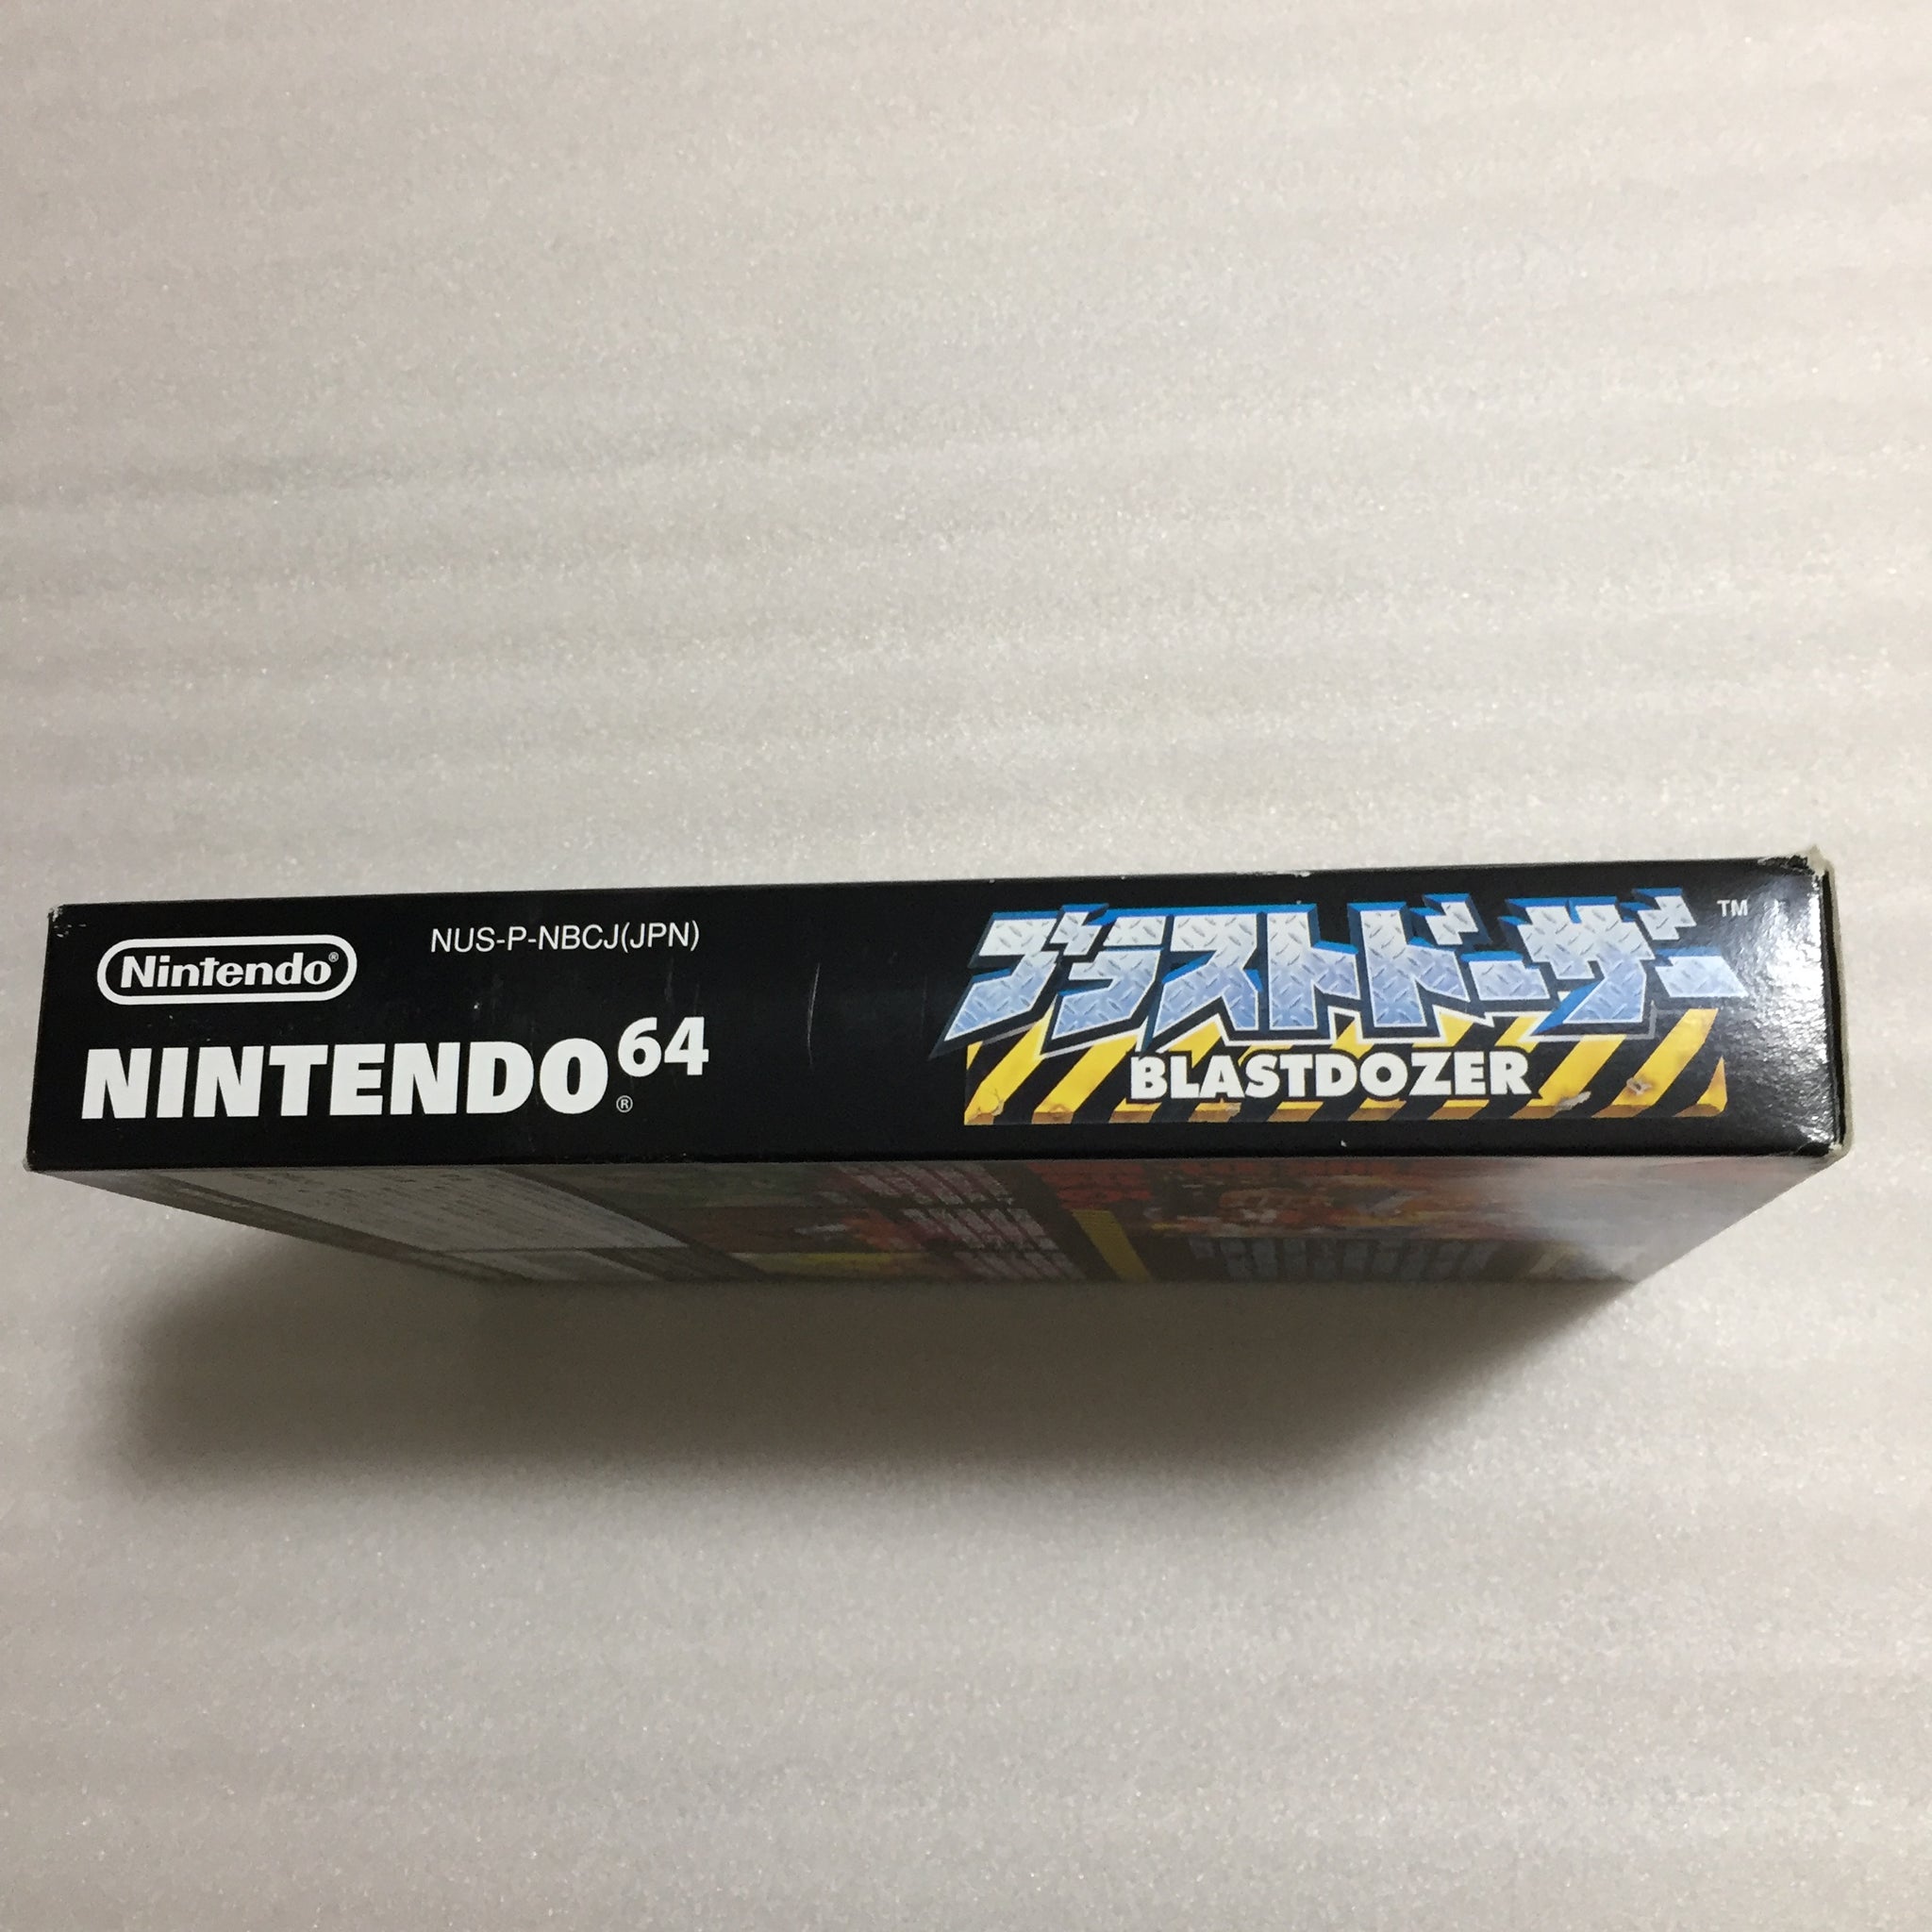 Nintendo®
NUS-P-NBCJ(JPN)
NINTENDO64
®
ブラストドーザー™
BLASTDOZER